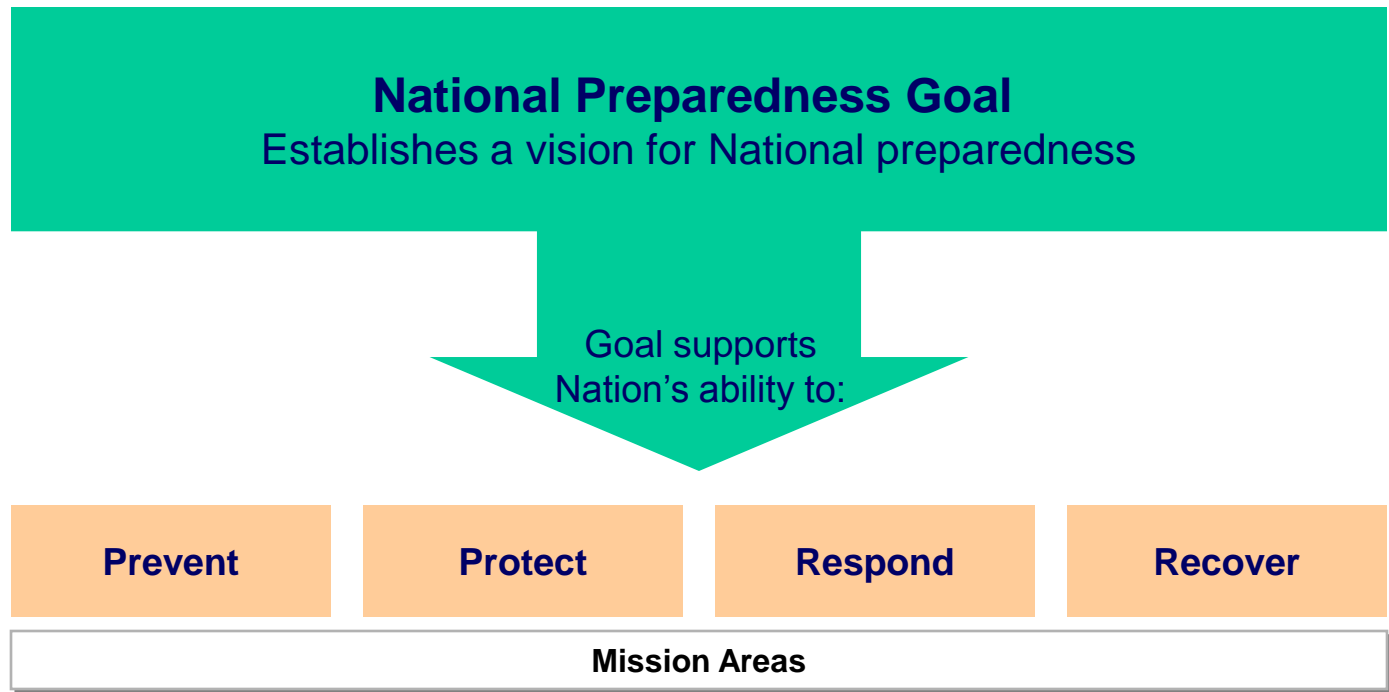 National Preparedness Goal
Establishes a vision for National preparedness
Goal supports
Nation’s ability to:
Prevent
Protect
Respond
Recover
Mission Areas